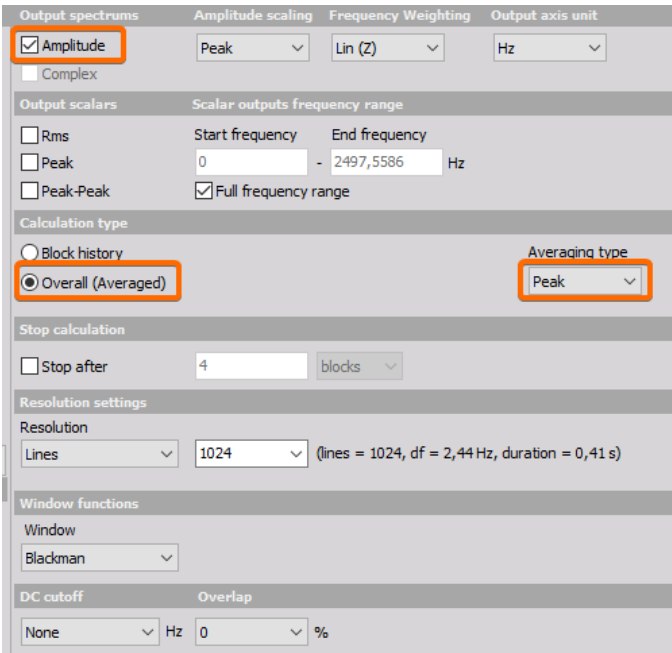 Output spectrums Amplitude scaling Frequency Weighting Output axis unit
Amplitude Peak Lin (Z) Hz
Complex
Output scalars Scalar outputs frequency range
Rms Start frequency End frequency
Peak 0 - 2497,5586 Hz
Peak-Peak Full frequency range
Calculation type
Block history Averaging type
Overall (Averaged) Peak
Stop calculation
Stop after 4 blocks
Resolution settings
Resolution
Lines 1024 (lines = 1024, df = 2,44 Hz, duration = 0,41 s)
Window functions
Window
Blackman
DC cutoff Overlap
None Hz 0 %